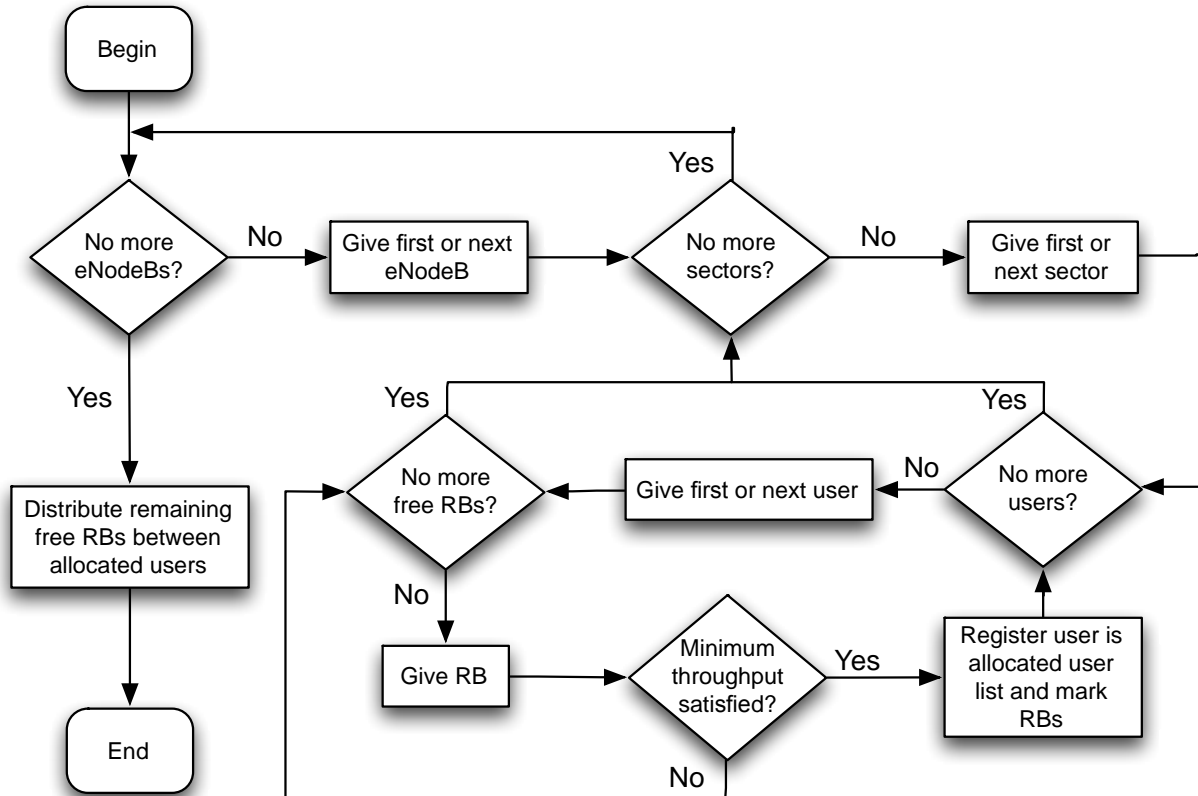 Begin
Yes
No more
eNodeBs?
No
Give first or next
eNodeB
No more
sectors?
No
Give first or
next sector
Yes
Yes
Yes
No more
free RBs?
Give first or next user
No
No more
users?
Distribute remaining
free RBs between
allocated users
No
Give RB
Minimum
throughput
satisfied?
Yes
Register user is
allocated user
list and mark
RBs
End
No